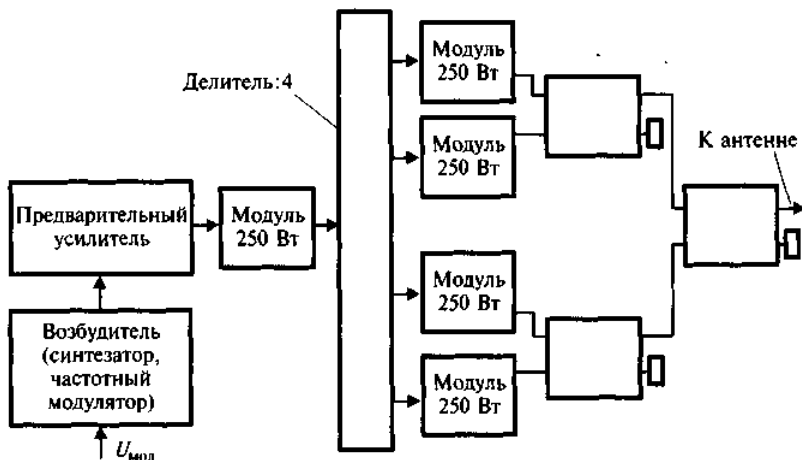 Модуль
250 Вт
Делитель:4
Модуль
250 Вт
К антенне
Предварительный
усилитель
Модуль
250 Вт
Модуль
250 Вт
Возбудитель
(синтезатор,
частотный
модулятор)
Модуль
250 Вт
Uмод